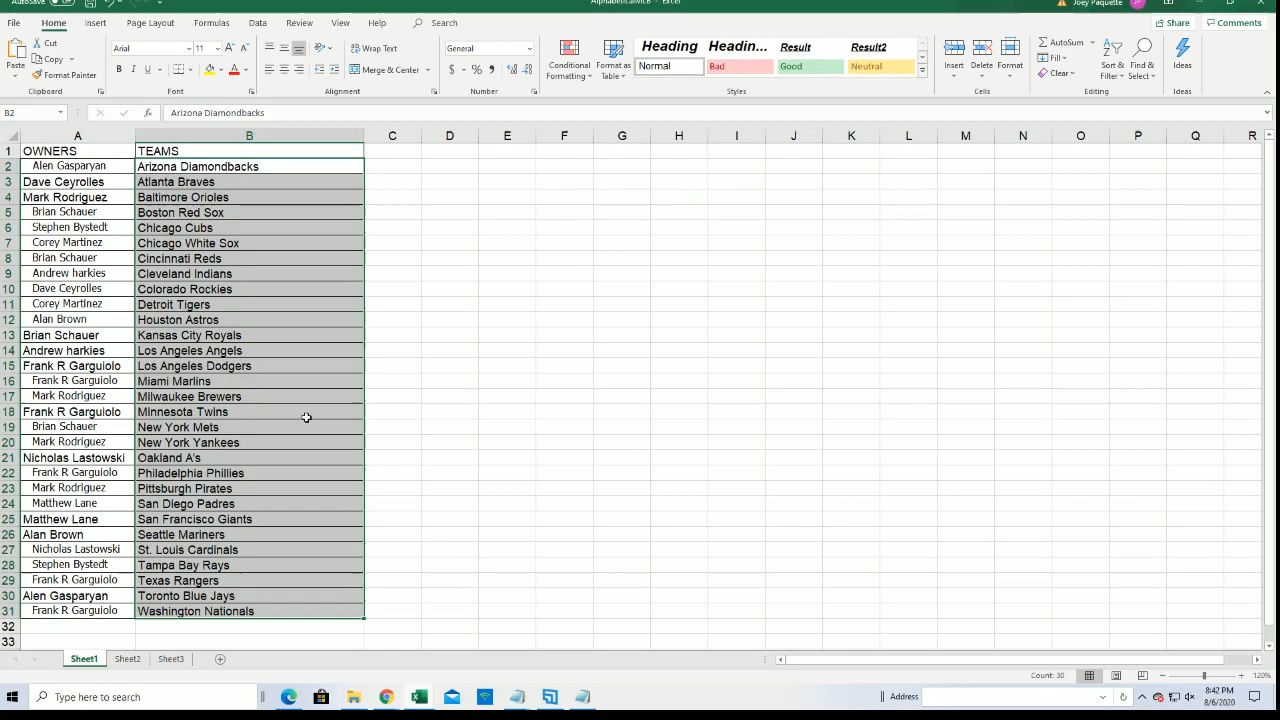 AutoSave Off AlphabeticalMLB - Excel Joey Paquette JP
File Home Insert Page Layout Formulas Data Review View Help Search Share Comments
Paste Cut Copy Format Painter Arial 11 Wrap Text General Conditional Formatting Format as Table Heading Headin... Result Result2 Normal Bad Good Neutral Insert Delete Format AutoSum Fill Clear Sort & Filter Find & Select Ideas
Clipboard Font Alignment Merge & Center Number Styles Cells Editing Ideas
B2 fx Arizona Diamondbacks
A B C D E F G H I J K L M N O P Q R
1 OWNERS TEAMS
2 Alen Gasparyan Arizona Diamondbacks
3 Dave Ceyrolles Atlanta Braves
4 Mark Rodriguez Baltimore Orioles
5 Brian Schauer Boston Red Sox
6 Stephen Bystedt Chicago Cubs
7 Corey Martinez Chicago White Sox
8 Brian Schauer Cincinnati Reds
9 Andrew harkies Cleveland Indians
10 Dave Ceyrolles Colorado Rockies
11 Corey Martinez Detroit Tigers
12 Alan Brown Houston Astros
13 Brian Schauer Kansas City Royals
14 Andrew harkies Los Angeles Angels
15 Frank R Garguiolo Los Angeles Dodgers
16 Frank R Garguiolo Miami Marlins
17 Mark Rodriguez Milwaukee Brewers
18 Frank R Garguiolo Minnesota Twins
19 Brian Schauer New York Mets
20 Mark Rodriguez New York Yankees
21 Nicholas Lastowski Oakland A's
22 Frank R Garguiolo Philadelphia Phillies
23 Mark Rodriguez Pittsburgh Pirates
24 Matthew Lane San Diego Padres
25 Matthew Lane San Francisco Giants
26 Alan Brown Seattle Mariners
27 Nicholas Lastowski St. Louis Cardinals
28 Stephen Bystedt Tampa Bay Rays
29 Frank R Garguiolo Texas Rangers
30 Alen Gasparyan Toronto Blue Jays
31 Frank R Garguiolo Washington Nationals
32
33
Sheet1 Sheet2 Sheet3
Count: 30 120%
Type here to search Address 8:42 PM
8/6/2020